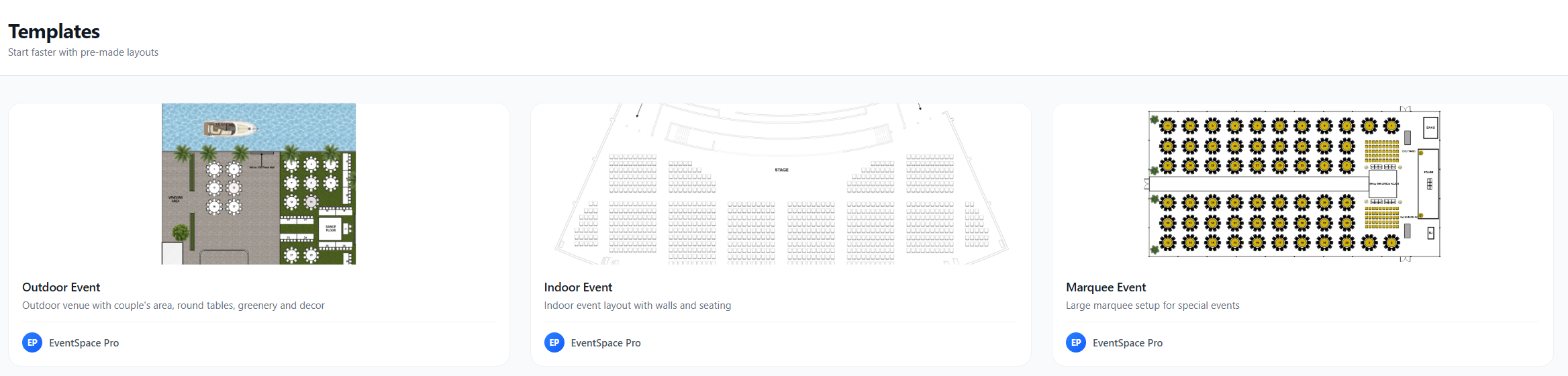 Templates
Start faster with pre-made layouts
STAGE
DANCE
FLOOR
Outdoor Event
Outdoor venue with couple's area, round tables, greenery and decor
EP EventSpace Pro
Indoor Event
Indoor event layout with walls and seating
EP EventSpace Pro
Marquee Event
Large marquee setup for special events
EP EventSpace Pro